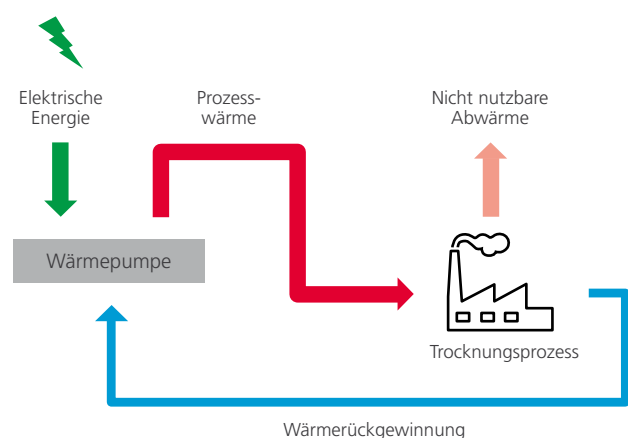 Elektrische
Energie
Prozess-
wärme
Nicht nutzbare
Abwärme
Wärmepumpe
Trocknungsprozess
Wärmerückgewinnung